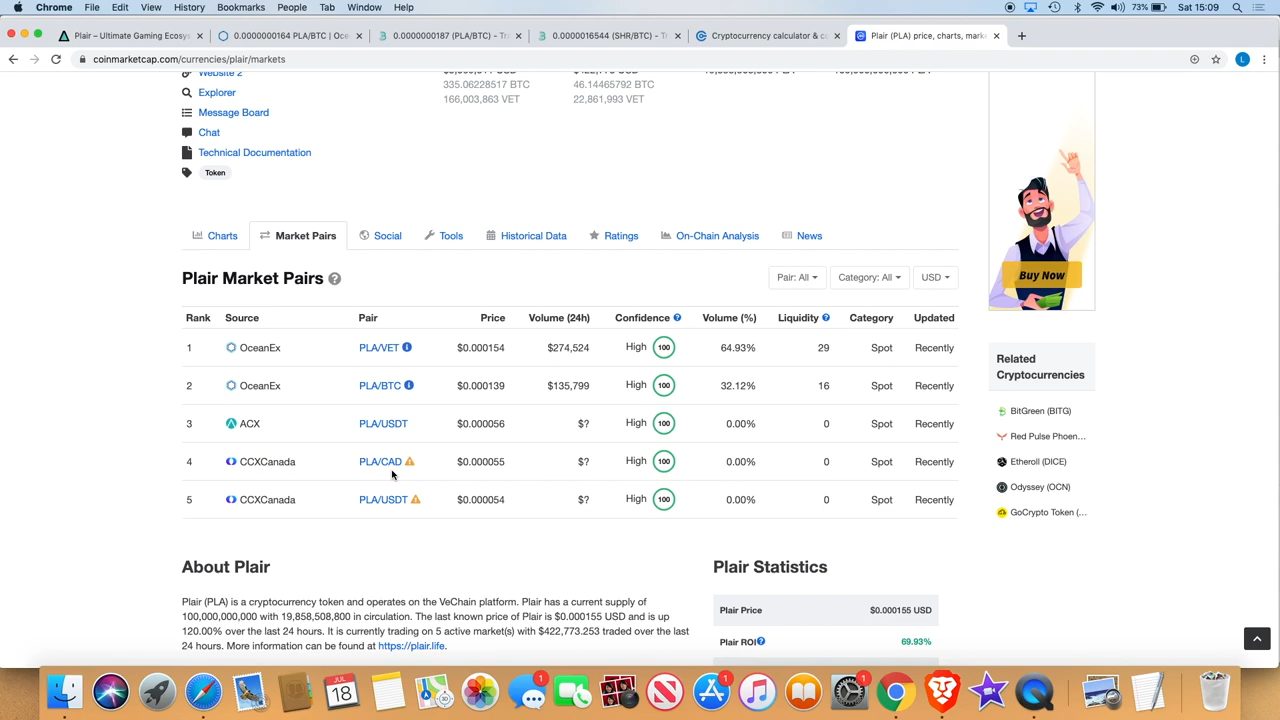 Chrome File Edit View History Bookmarks People Tab Window Help 73% Sat 15:09
Plair – Ultimate Gaming Ecosys 0.0000000164 PLA/BTC | Oce 0.0000000187 (PLA/BTC) - Tr 0.0000016544 (SHR/BTC) - Tr Cryptocurrency calculator & c Plair (PLA) price, charts, mark
coinmarketcap.com/currencies/plair/markets L
Website 2
335.06228517 BTC 46.14465792 BTC
166,003,863 VET 22,861,993 VET
Explorer
Message Board
Chat
Technical Documentation
Token
Charts Market Pairs Social Tools Historical Data Ratings On-Chain Analysis News
Buy Now
Plair Market Pairs ? Pair: All Category: All USD
Rank Source Pair Price Volume (24h) Confidence ? Volume (%) Liquidity ? Category Updated
1 OceanEx PLA/VET $0.000154 $274,524 High 100 64.93% 29 Spot Recently
2 OceanEx PLA/BTC $0.000139 $135,799 High 100 32.12% 16 Spot Recently
3 ACX PLA/USDT $0.000056 $? High 100 0.00% 0 Spot Recently
4 CCXCanada PLA/CAD $0.000055 $? High 100 0.00% 0 Spot Recently
5 CCXCanada PLA/USDT $0.000054 $? High 100 0.00% 0 Spot Recently
Related
Cryptocurrencies
BitGreen (BITG)
Red Pulse Phoen...
Etheroll (DICE)
Odyssey (OCN)
GoCrypto Token (...
About Plair
Plair (PLA) is a cryptocurrency token and operates on the VeChain platform. Plair has a current supply of
100,000,000,000 with 19,858,508,800 in circulation. The last known price of Plair is $0.000155 USD and is up
120.00% over the last 24 hours. It is currently trading on 5 active market(s) with $422,773.253 traded over the last
24 hours. More information can be found at https://plair.life.
Plair Statistics
Plair Price $0.000155 USD
Plair ROI ? 69.93%
JUL
18
1
1
1
1